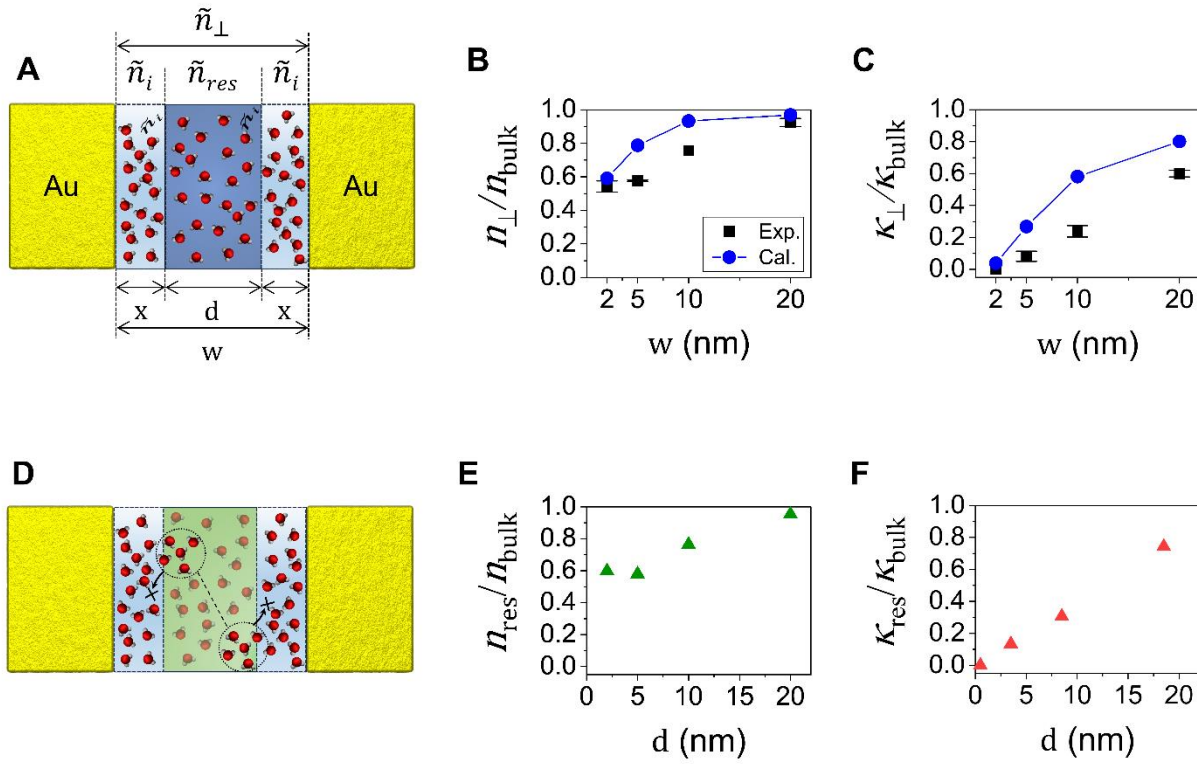 ñ⊥
A
ñᵢ ñres ñᵢ
ñᵢ ñᵢ
Au Au
x d x
w
B
n⊥/nbulk
1.0
0.8
0.6
0.4
0.2
0.0
Exp.
Cal.
2 5 10 20
w (nm)
C
κ⊥/κbulk
1.0
0.8
0.6
0.4
0.2
0.0
2 5 10 20
w (nm)
D
E
nres/nbulk
1.0
0.8
0.6
0.4
0.2
0.0
0 5 10 15 20
d (nm)
F
κres/κbulk
1.0
0.8
0.6
0.4
0.2
0.0
0 5 10 15 20
d (nm)